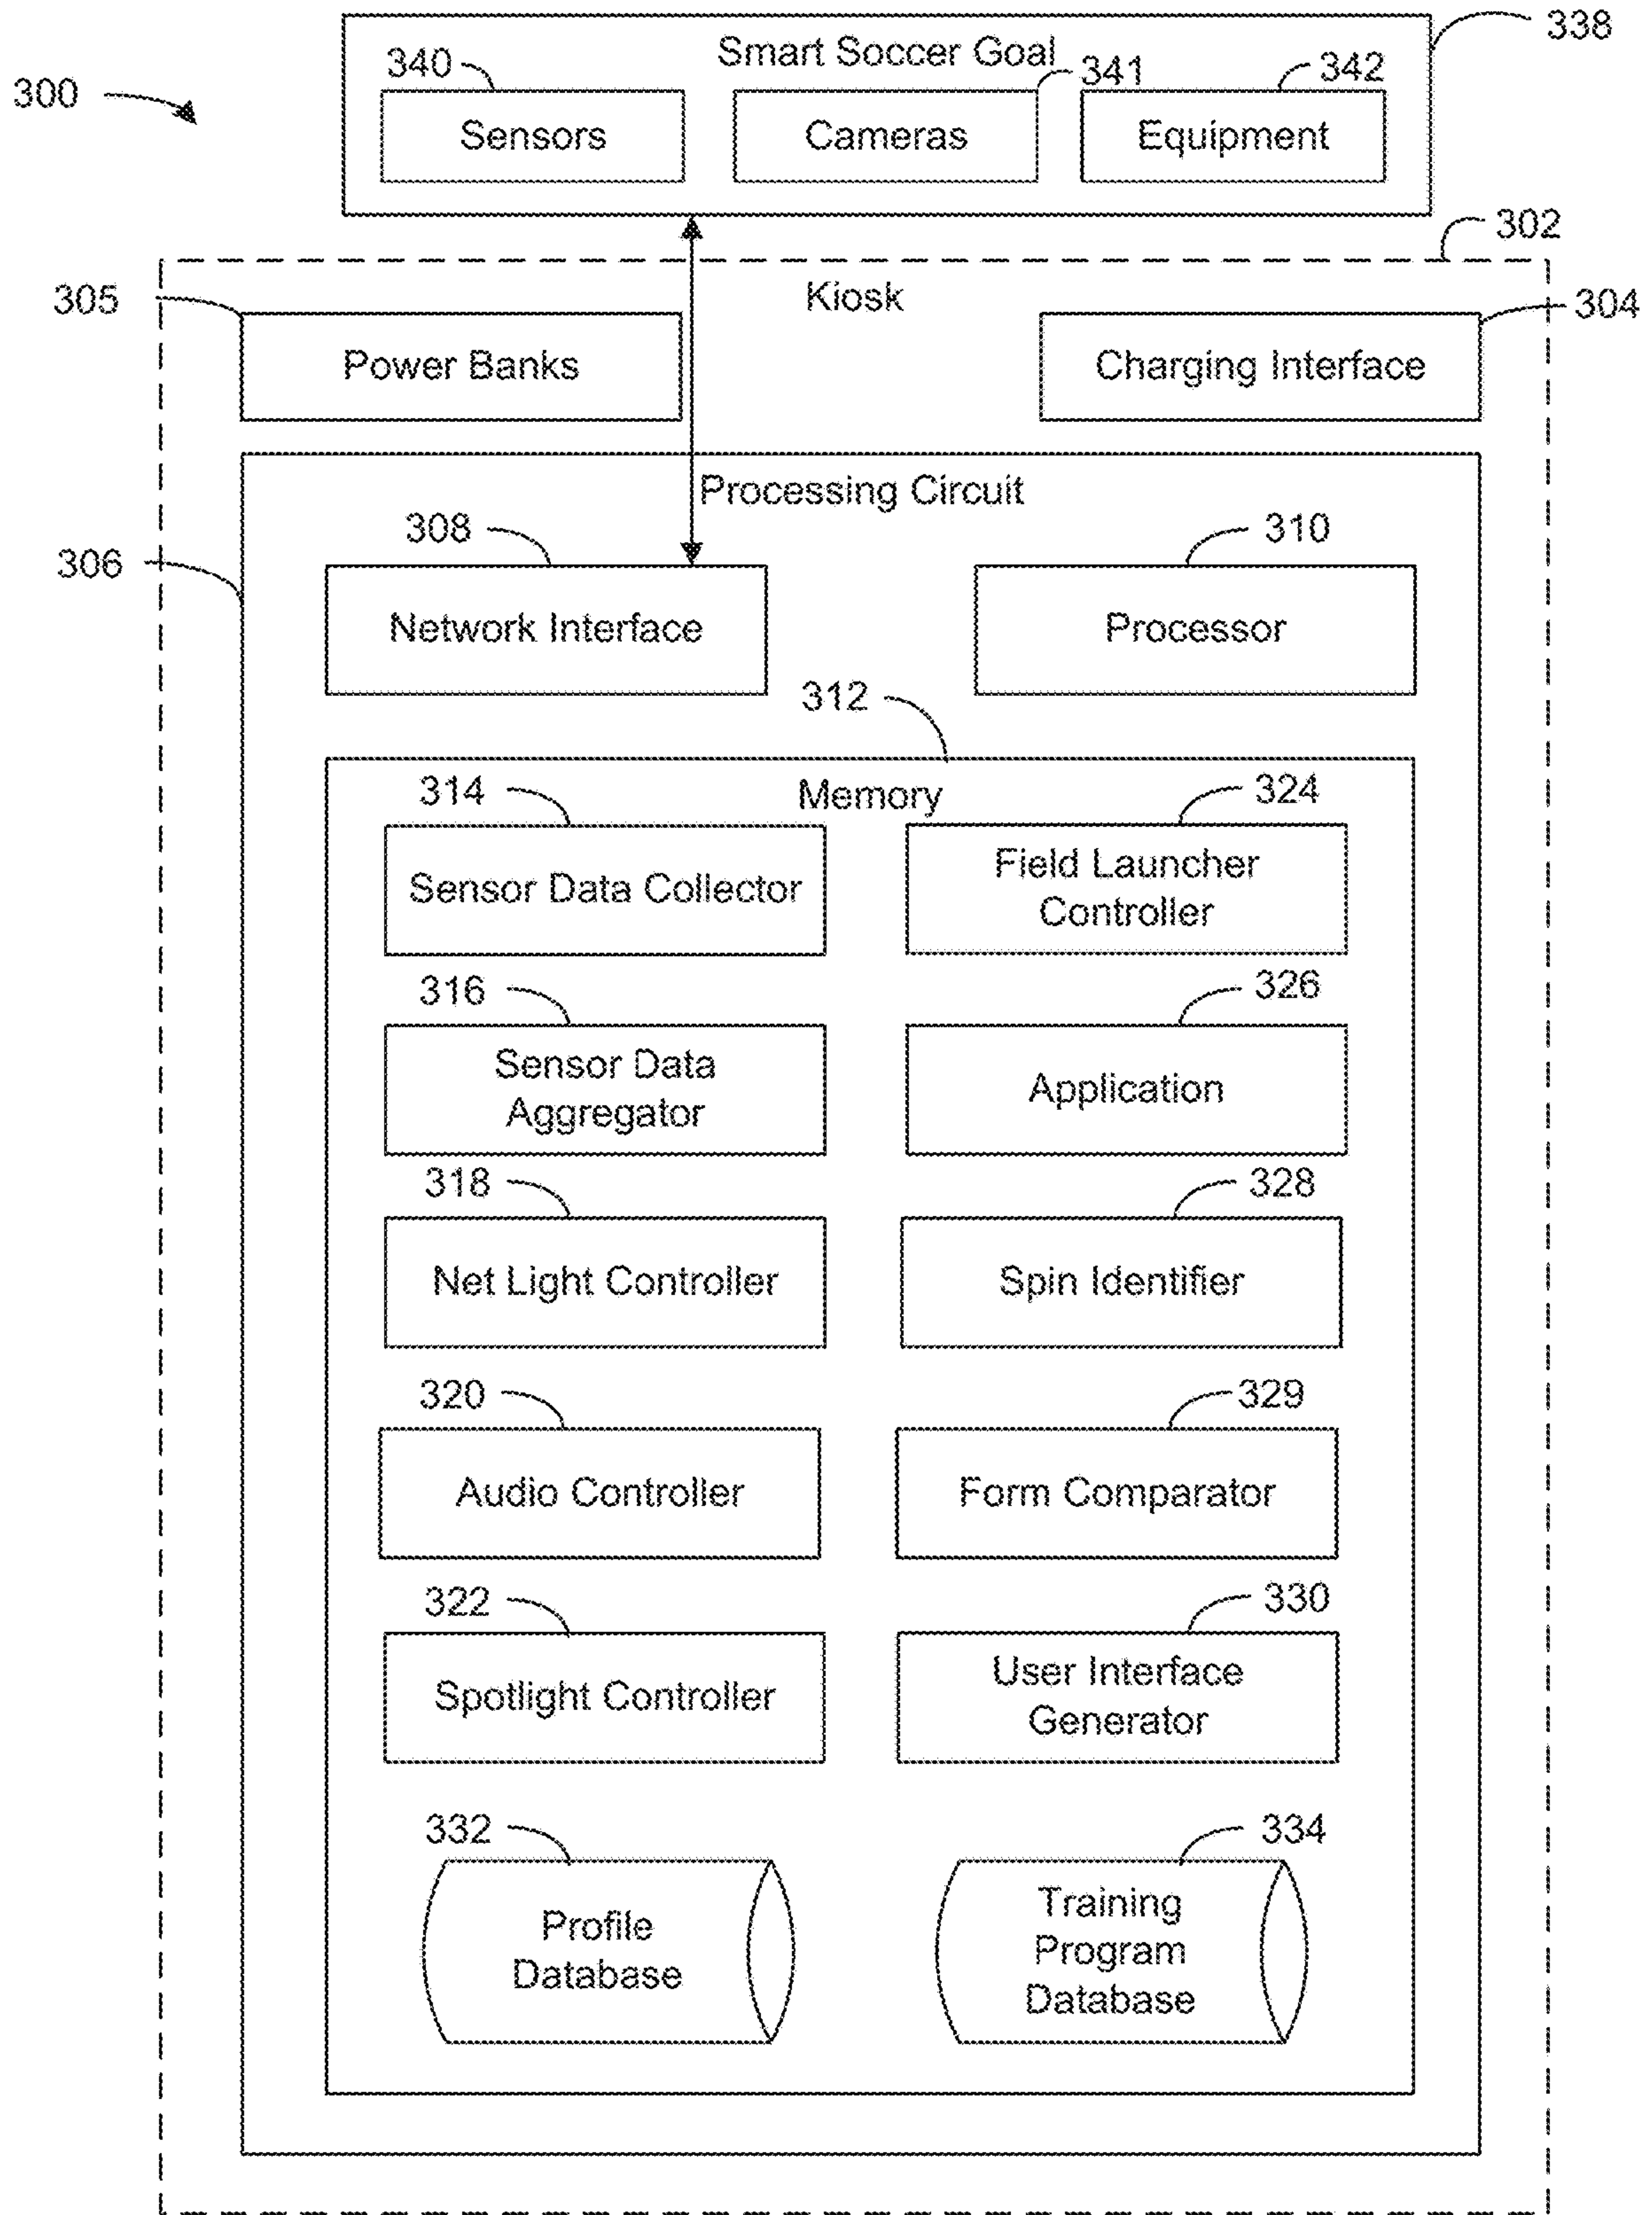 338
Smart Soccer Goal
340
341
342
300
Sensors
Cameras
Equipment
302
305
Kiosk
304
Power Banks
Charging Interface
Processing Circuit
308
310
306
Network Interface
Processor
312
314
Memory
324
Sensor Data Collector
Field Launcher
Controller
316
326
Sensor Data
Aggregator
Application
318
328
Net Light Controller
Spin Identifier
320
329
Audio Controller
Form Comparator
322
330
Spotlight Controller
User Interface
Generator
332
334
Profile
Database
Training
Program
Database